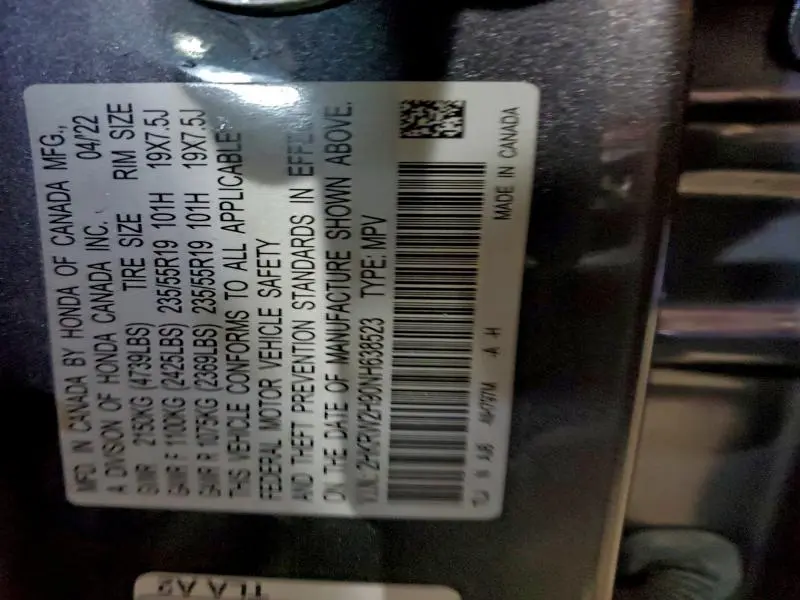 MFD IN CANADA BY HONDA OF CANADA MFG.,
A DIVISION OF HONDA CANADA INC. 04/22
GVWR 2150KG (4739LBS) TIRE SIZE RIM SIZE
GAWR F 1100KG (2425LBS) 235/55R19 101H 19X7.5J
GAWR R 1075KG (2369LBS) 235/55R19 101H 19X7.5J
THIS VEHICLE CONFORMS TO ALL APPLICABLE
FEDERAL MOTOR VEHICLE SAFETY
AND THEFT PREVENTION STANDARDS IN
ON THE DATE OF MANUFACTURE SHOWN ABOVE.
TYPE: MPV
-A H
MADE IN CANADA